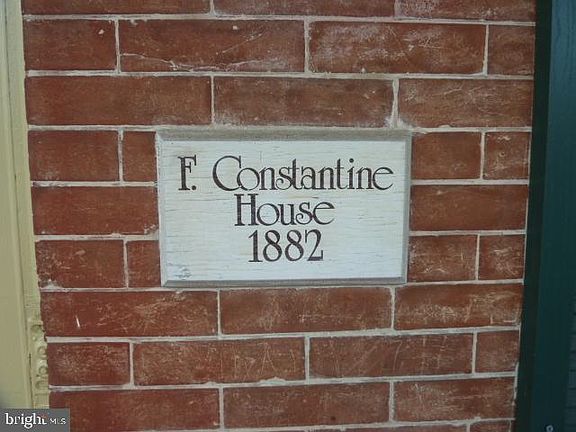 F. Constantine
House
1882
bright MLS